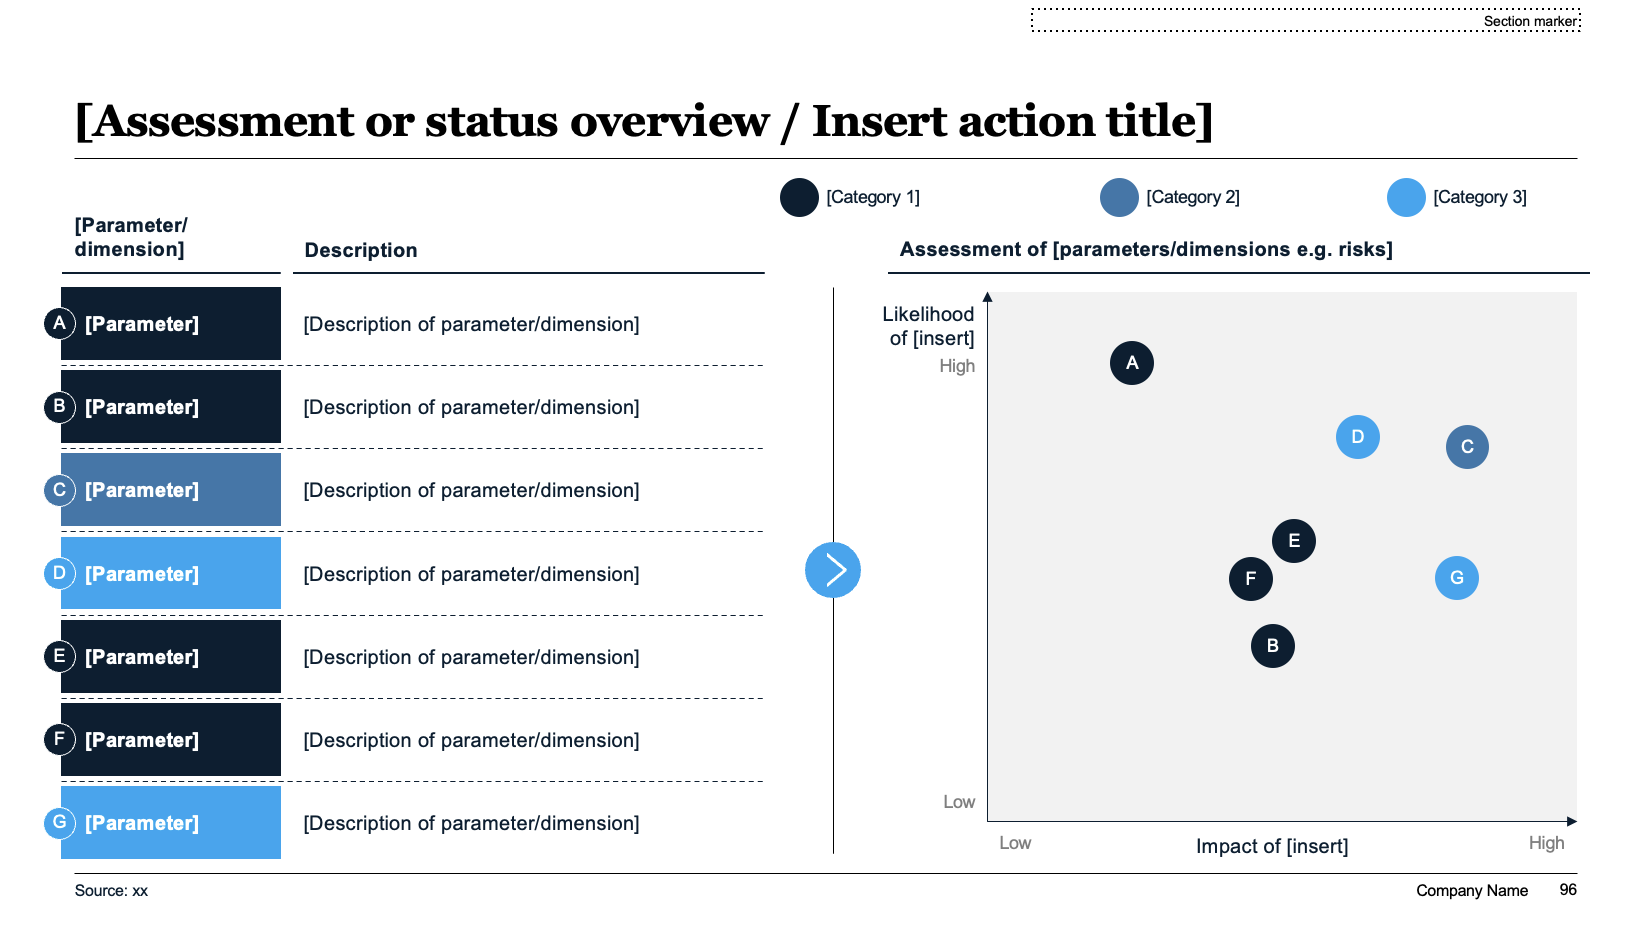 Section marker
[Assessment or status overview / Insert action title]
[Category 1]
[Category 2]
[Category 3]
[Parameter/
dimension]
Description
Assessment of [parameters/dimensions e.g. risks]
A
[Parameter]
[Description of parameter/dimension]
B
[Parameter]
[Description of parameter/dimension]
C
[Parameter]
[Description of parameter/dimension]
D
[Parameter]
[Description of parameter/dimension]
E
[Parameter]
[Description of parameter/dimension]
F
[Parameter]
[Description of parameter/dimension]
G
[Parameter]
[Description of parameter/dimension]
Likelihood
of [insert]
High
A
D
C
E
F
G
B
Low
Low
Impact of [insert]
High
Source: xx
Company Name
96